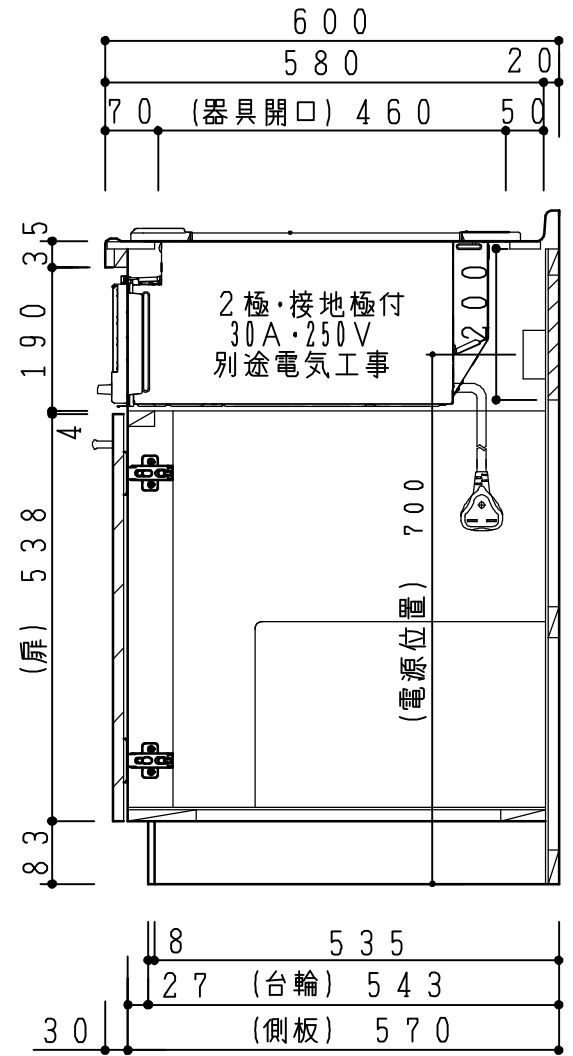 600
580 20
70 (器具開口) 460 50
35
190
4
(扉) 538
83
2極・接地極付
30A・250V
別途電気工事
200
(電源位置) 700
8 535
27 (台輪) 543
30 (側板) 570